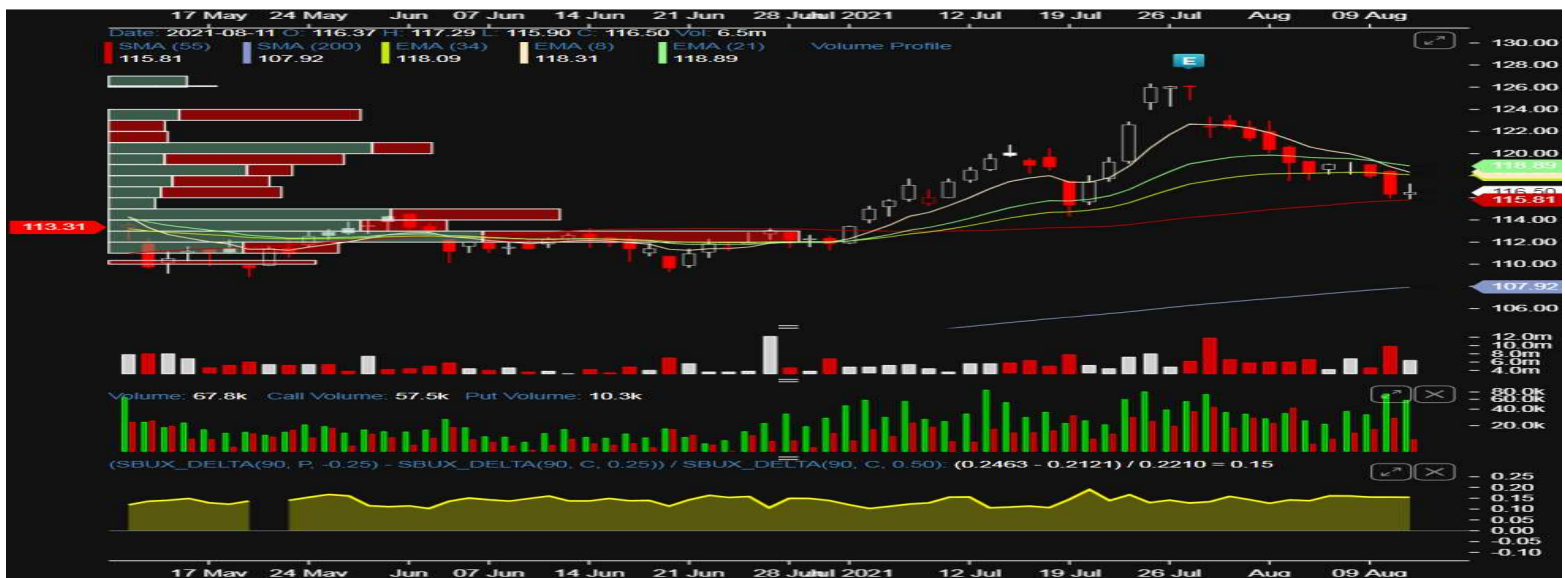 17 May 24 May Jun 07 Jun 14 Jun 21 Jun 28 Jun Jul 2021 12 Jul 19 Jul 26 Jul Aug 09 Aug
Date: 2021-08-11 O: 116.37 H: 117.29 L: 115.90 C: 116.50 Vol: 6.5m
SMA (55) SMA (200) EMA (34) EMA (8) EMA (21) Volume Profile
115.81 107.92 118.09 118.31 118.89
130.00
128.00
E
126.00
124.00
122.00
120.00
118.89
116.50
115.81
114.00
113.31
112.00
110.00
107.92
106.00
12.0m
10.0m
8.0m
6.0m
4.0m
Volume: 67.8k Call Volume: 57.5k Put Volume: 10.3k
80.0k
60.0k
40.0k
20.0k
(SBUX_DELTA(90, P, -0.25) - SBUX_DELTA(90, C, 0.25)) / SBUX_DELTA(90, C, 0.50): (0.2463 - 0.2121) / 0.2210 = 0.15
0.25
0.20
0.15
0.10
0.05
0.00
-0.05
-0.10
17 May 24 May Jun 07 Jun 14 Jun 21 Jun 28 Jun Jul 2021 12 Jul 19 Jul 26 Jul Aug 09 Aug